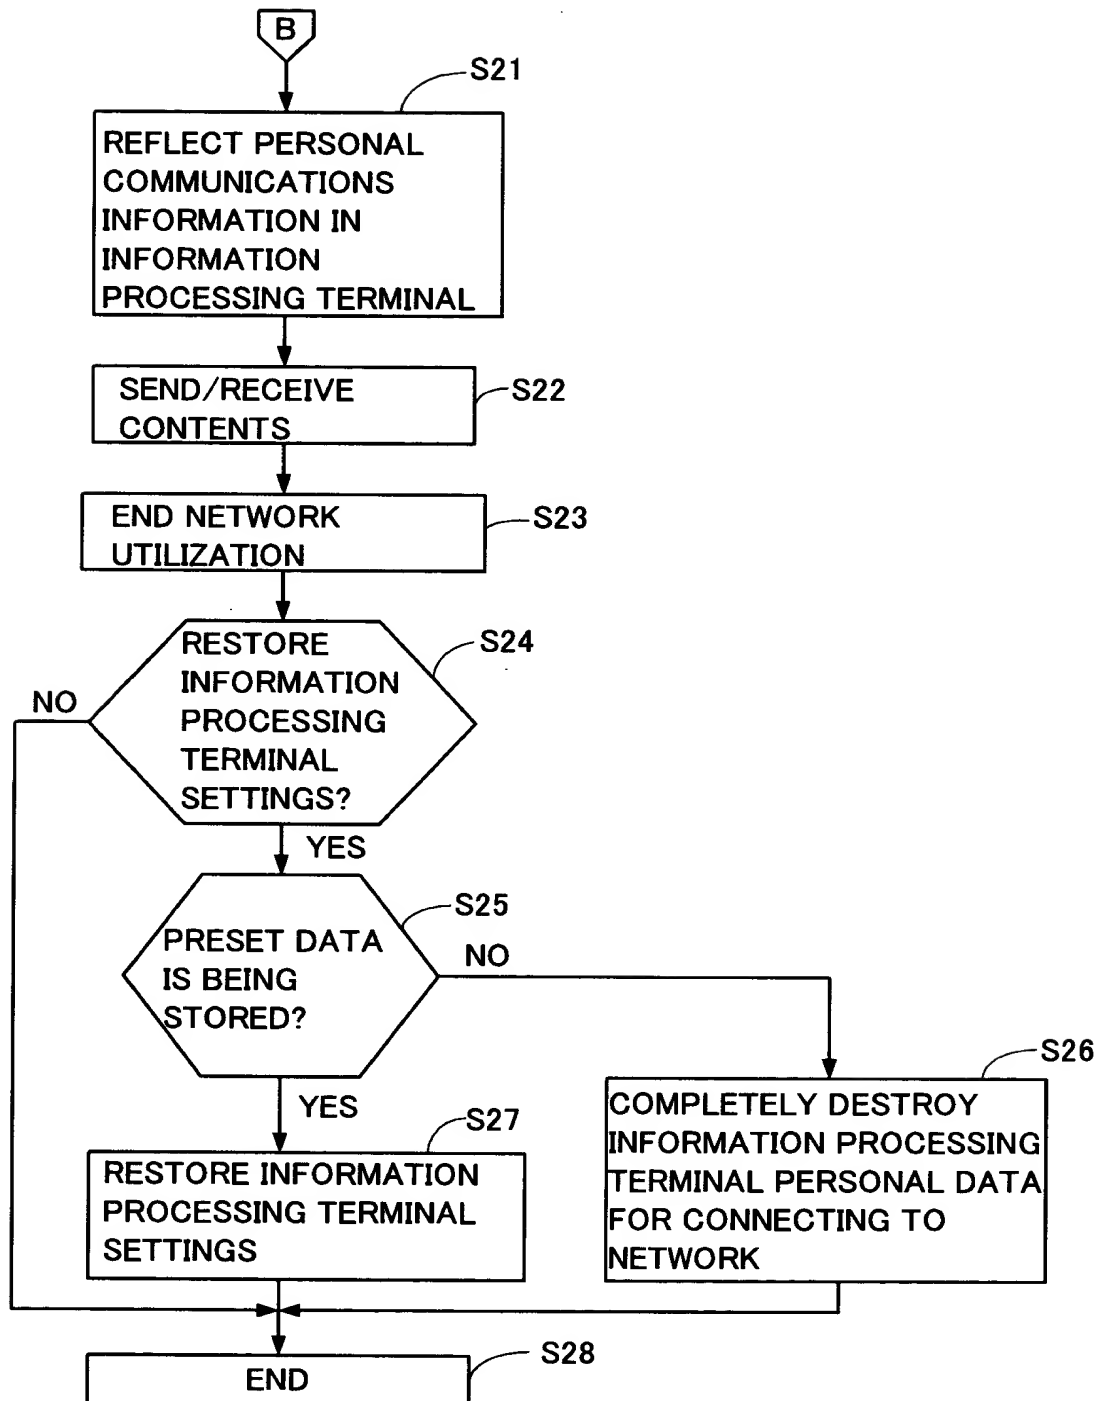 B
S21
REFLECT PERSONAL
COMMUNICATIONS
INFORMATION IN
INFORMATION
PROCESSING TERMINAL
SEND/RECEIVE
CONTENTS
S22
END NETWORK
UTILIZATION
S23
RESTORE
INFORMATION
PROCESSING
TERMINAL
SETTINGS?
S24
NO
YES
PRESET DATA
IS BEING
STORED?
S25
NO
YES
S26
COMPLETELY DESTROY
INFORMATION PROCESSING
TERMINAL PERSONAL DATA
FOR CONNECTING TO
NETWORK
S27
RESTORE INFORMATION
PROCESSING TERMINAL
SETTINGS
END
S28